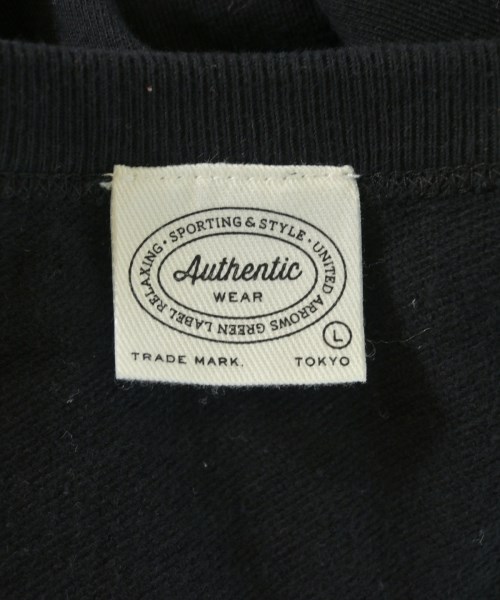 · SPORTING & STYLE · UNITED ARROWS GREEN LABEL RELAXING
Authentic
WEAR
L
TRADE MARK. TOKYO